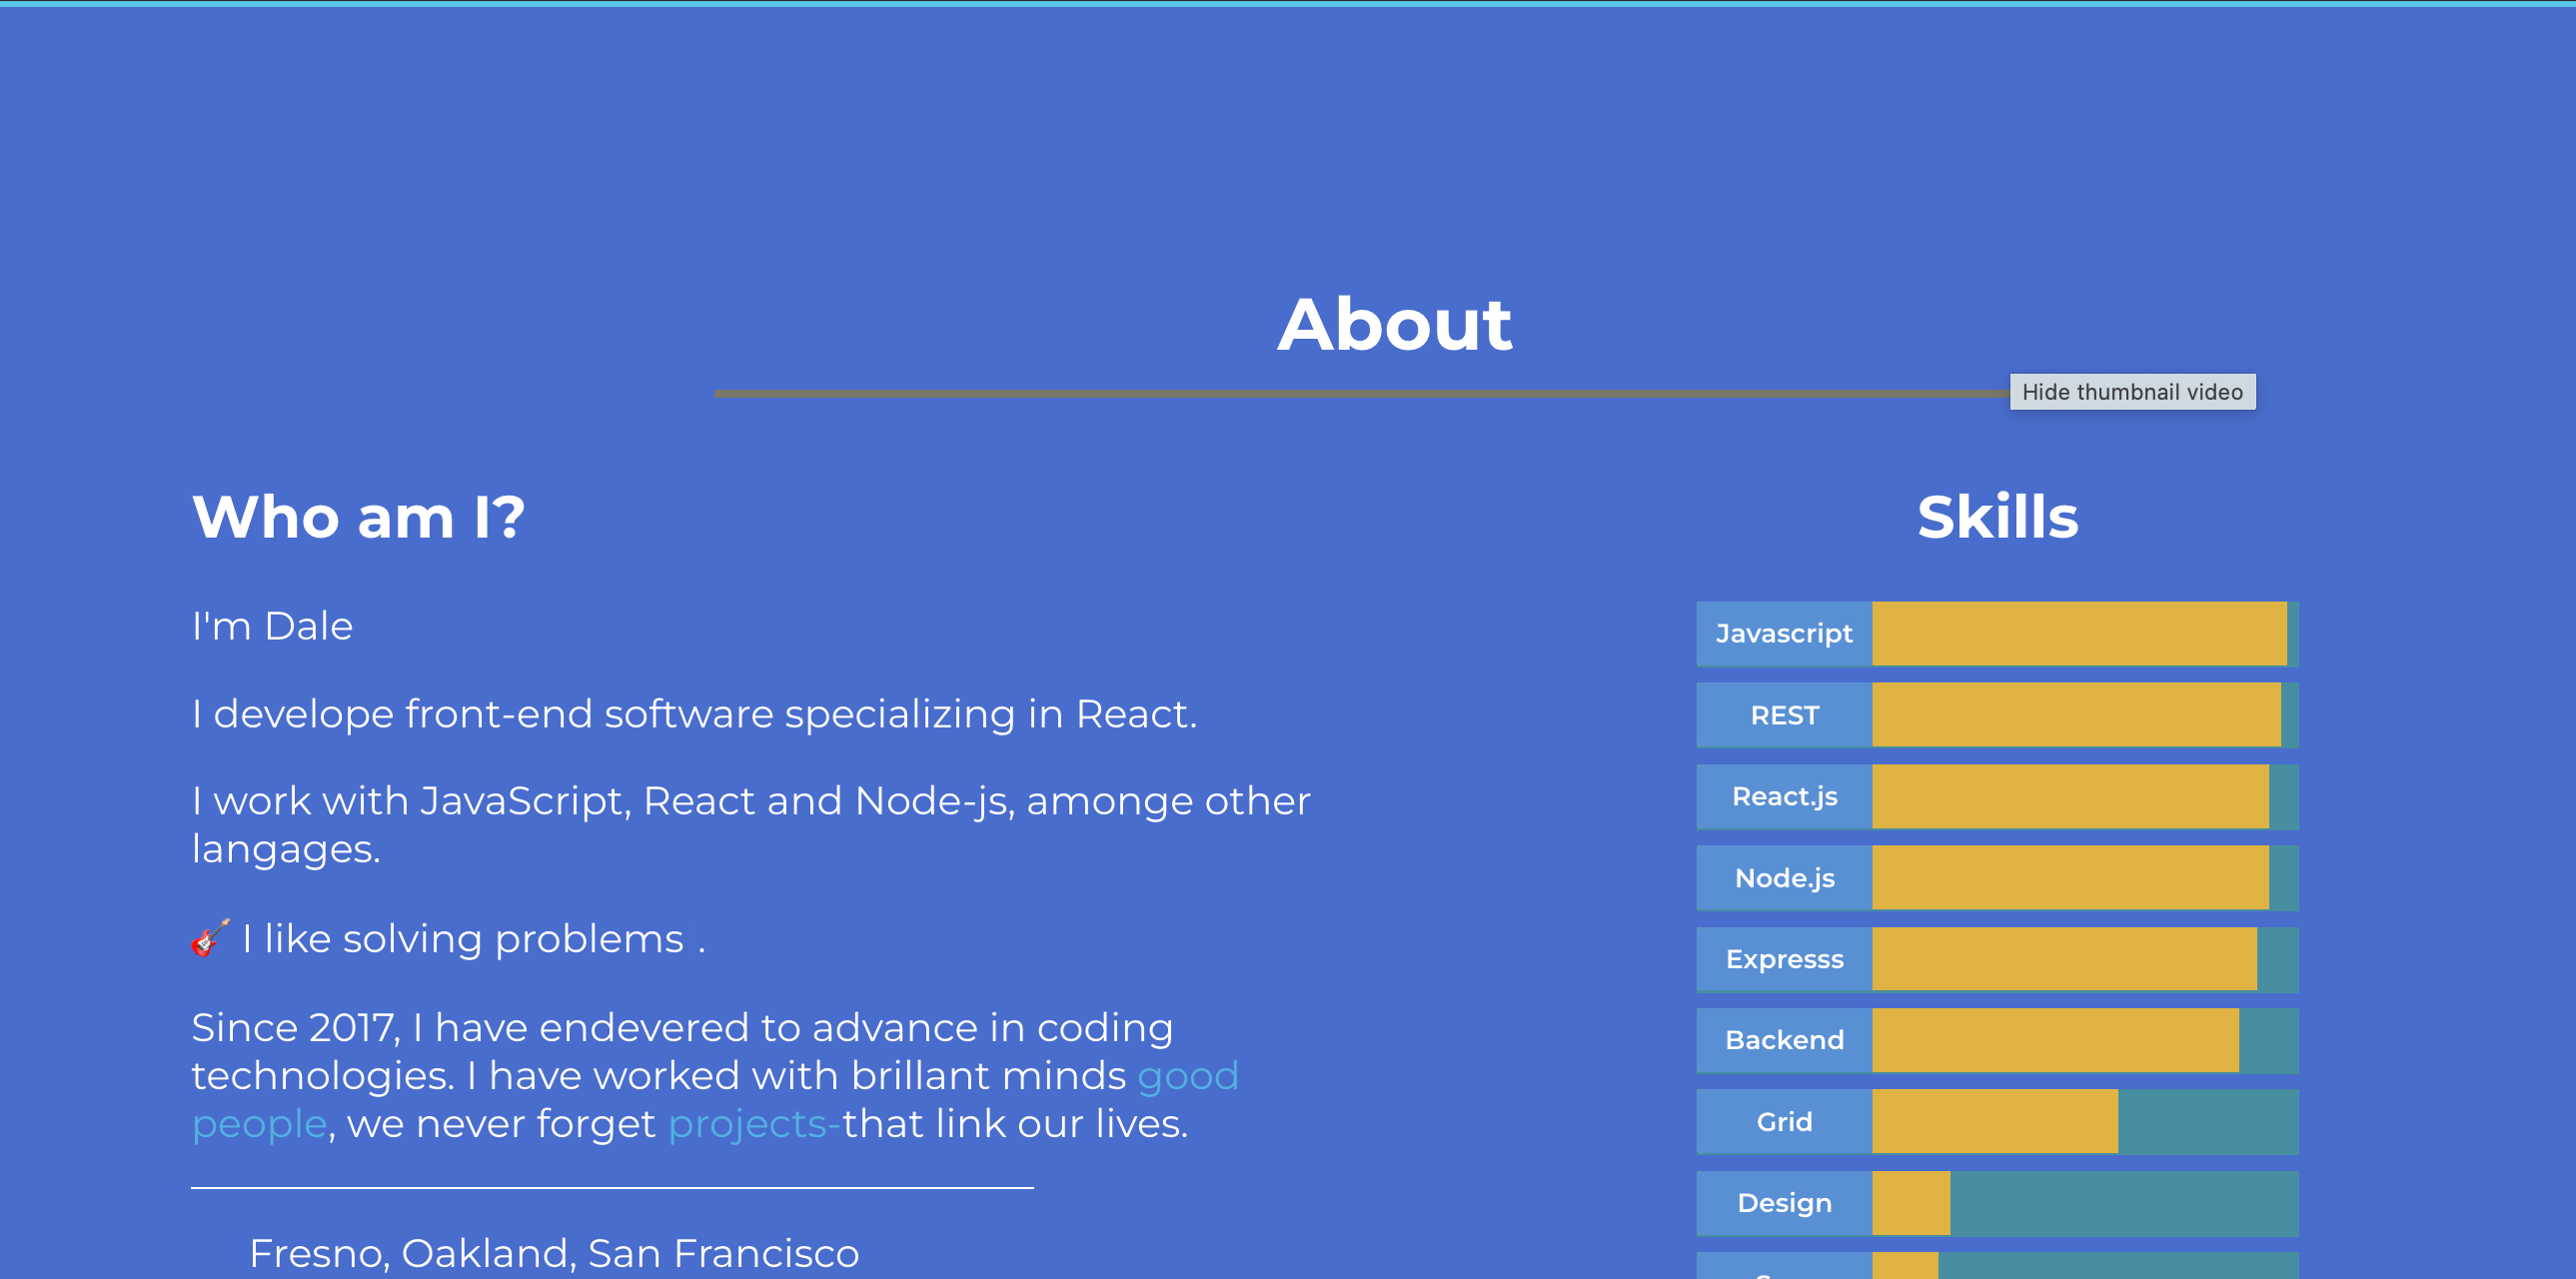 About
Hide thumbnail video
Who am I?
I'm Dale
I develope front-end software specializing in React.
I work with JavaScript, React and Node-js, amonge other
langages.
🎸 I like solving problems .
Since 2017, I have endevered to advance in coding
technologies. I have worked with brillant minds good
people, we never forget projects-that link our lives.
Fresno, Oakland, San Francisco
Skills
Javascript
REST
React.js
Node.js
Expresss
Backend
Grid
Design